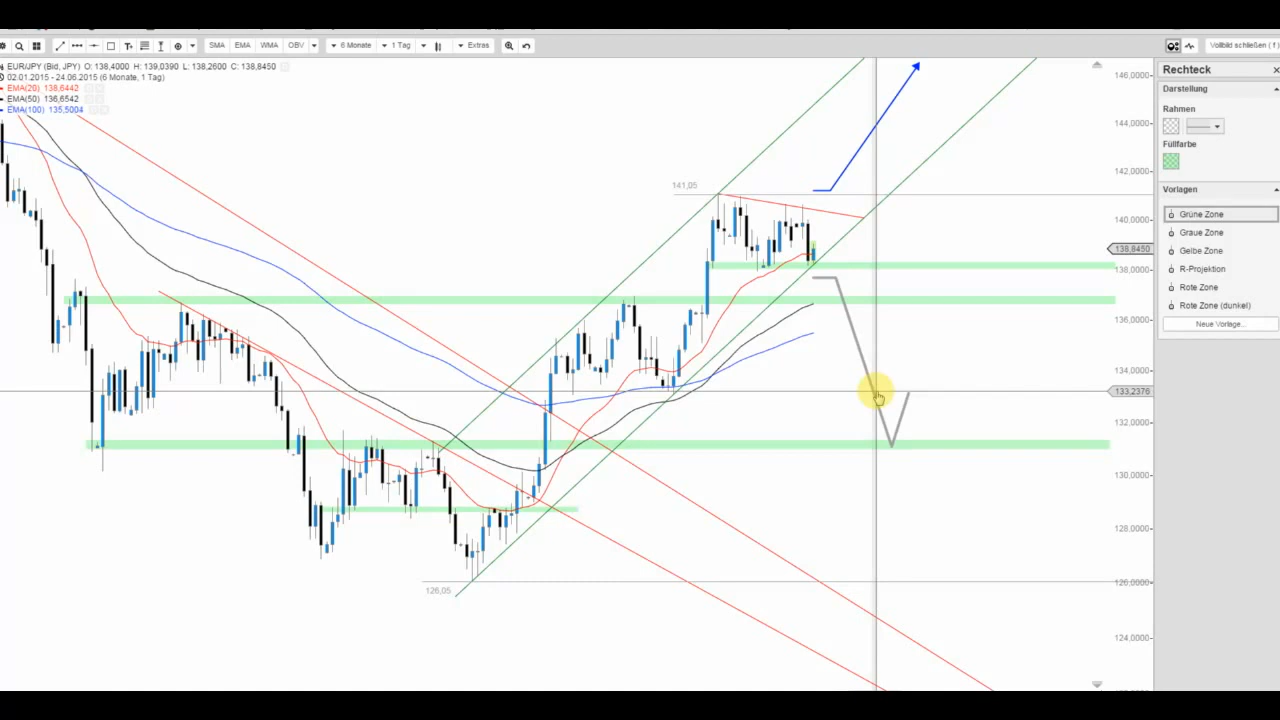 SMA EMA WMA OBV 6 Monate 1 Tag Extras Vollbild schließen (f)
EUR/JPY (Bid, JPY) O: 138,4000 H: 139,0390 L: 138,2600 C: 138,8450
02.01.2015 - 24.06.2015 (6 Monate, 1 Tag)
EMA(20) 138,6442
EMA(50) 136,6542
EMA(100) 135,5004
141,05
126,05
146,0000
144,0000
142,0000
140,0000
138,8450
138,0000
136,0000
134,0000
133,2376
132,0000
130,0000
128,0000
126,0000
124,0000
Rechteck
Darstellung
Rahmen
Füllfarbe
Vorlagen
Grüne Zone
Graue Zone
Gelbe Zone
R-Projektion
Rote Zone
Rote Zone (dunkel)
Neue Vorlage...